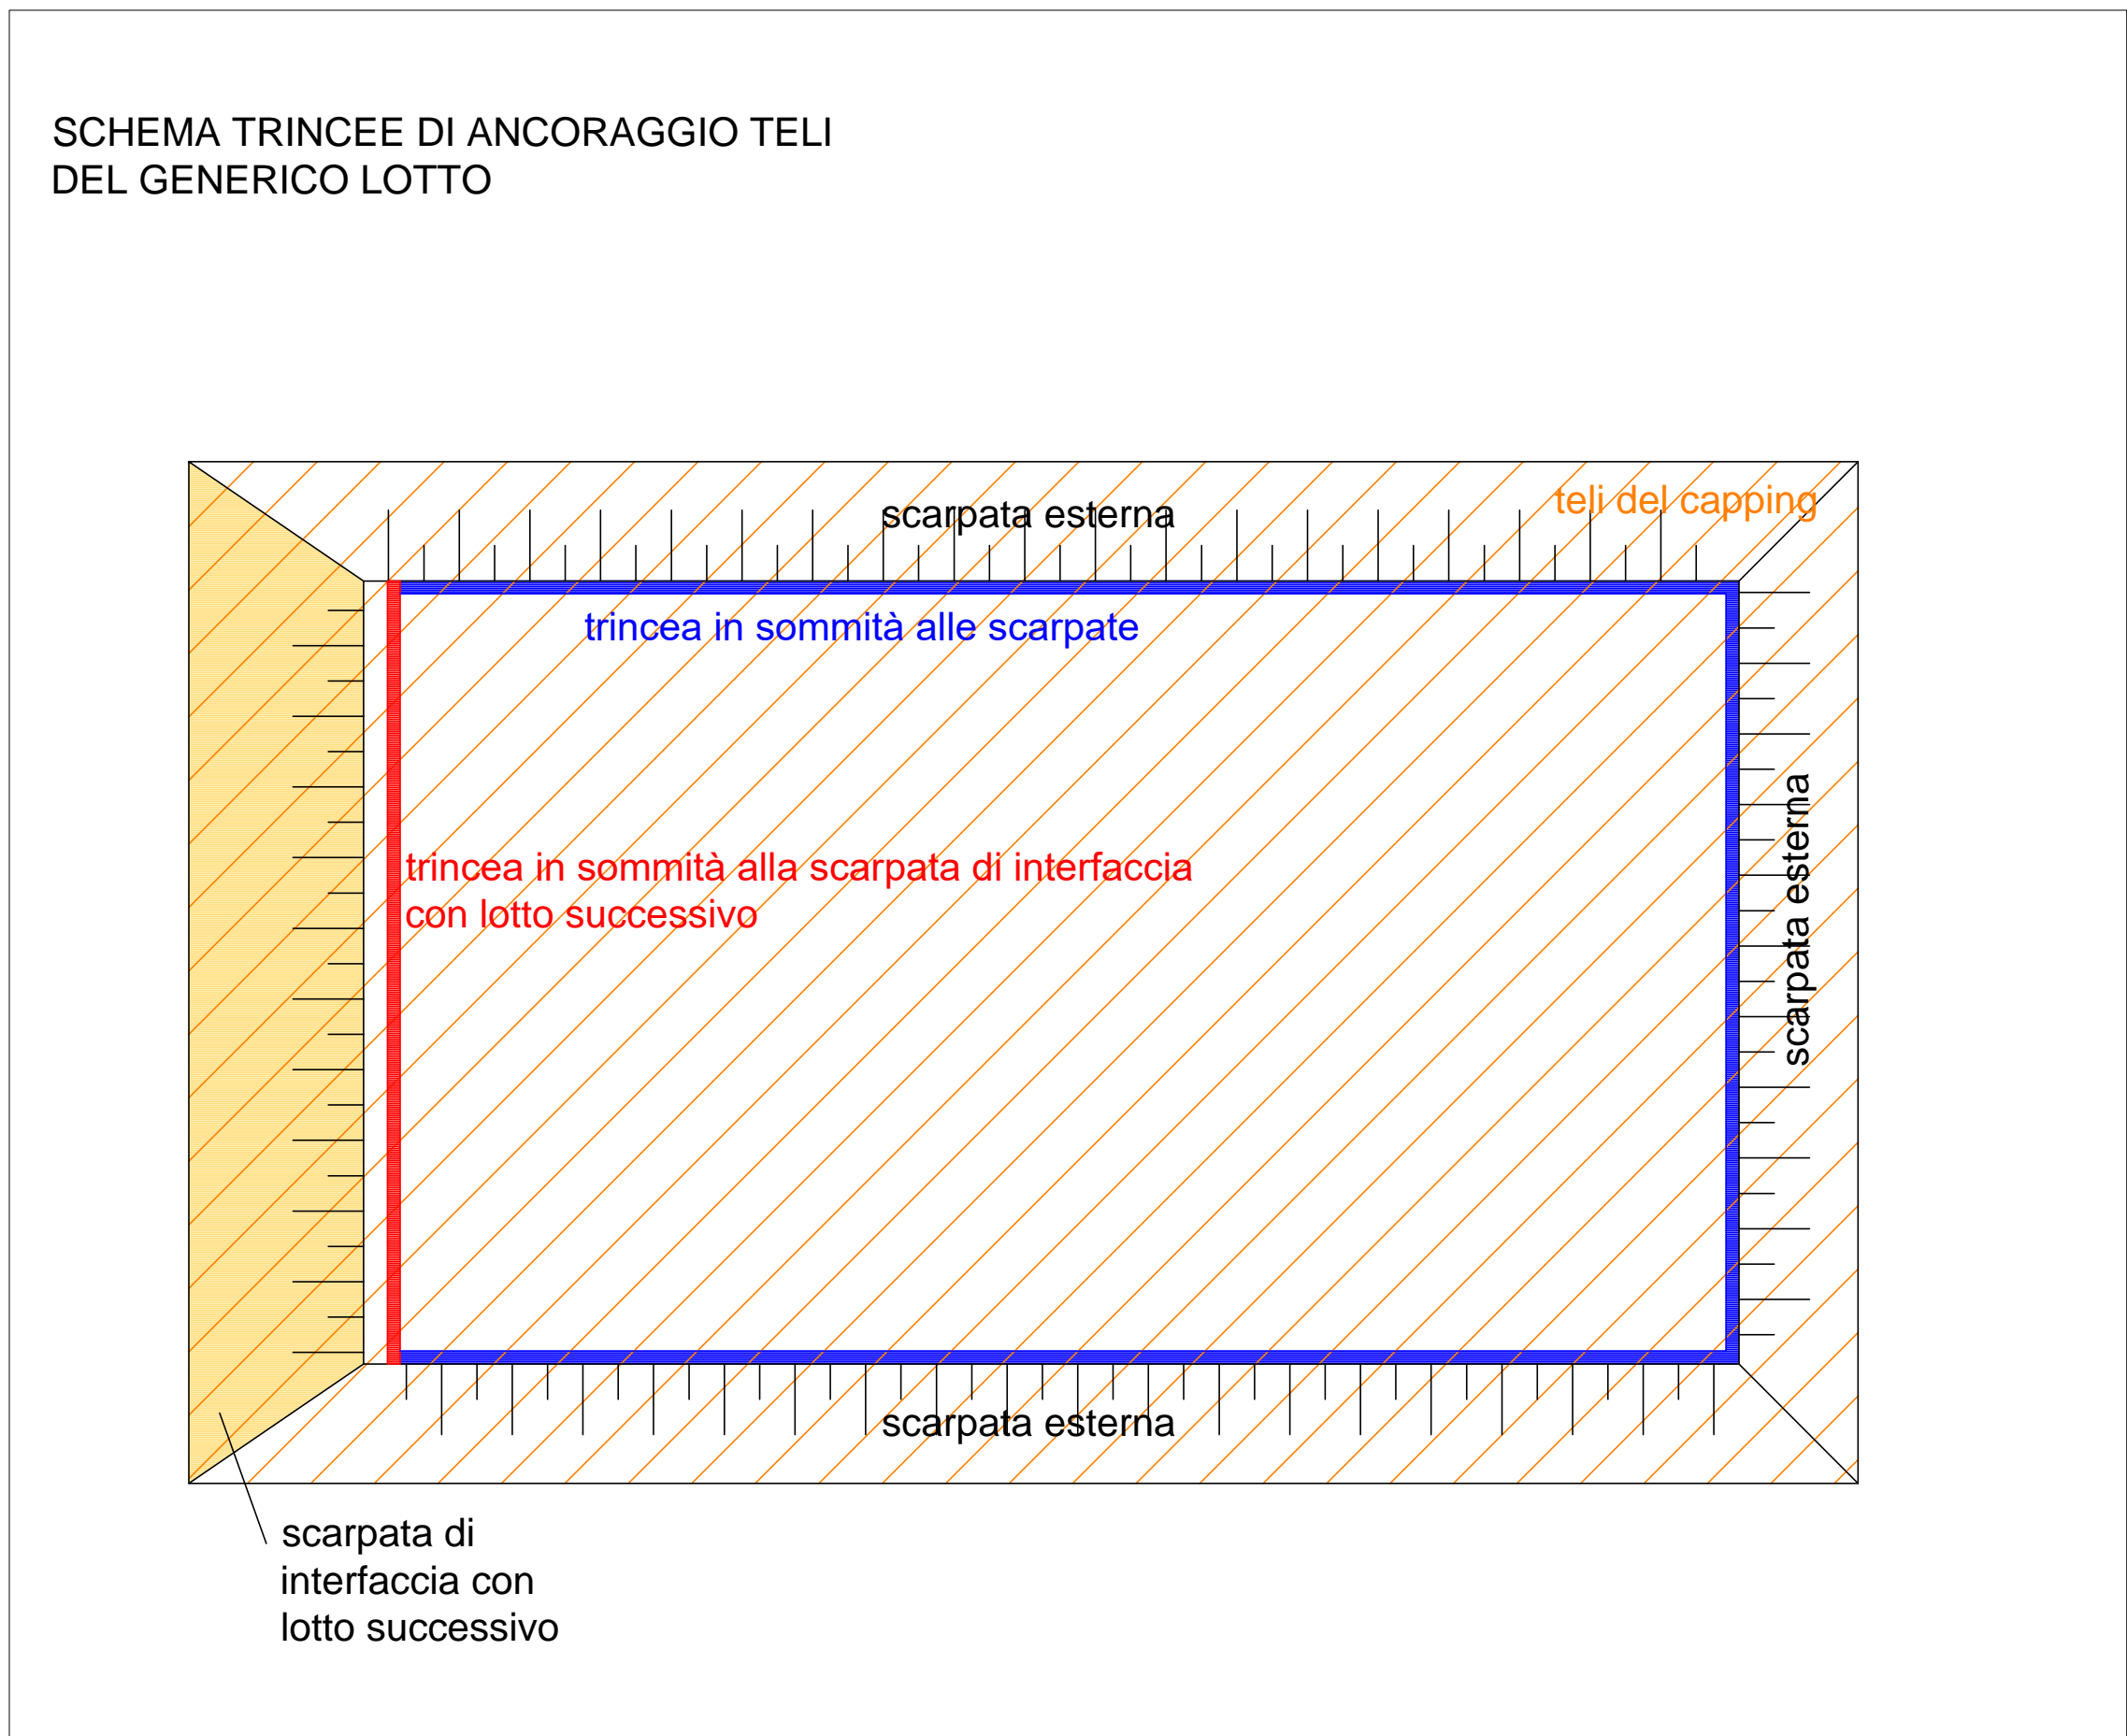 SCHEMA TRINCEE DI ANCORAGGIO TELI
DEL GENERICO LOTTO
teli del capping
scarpata esterna
trincea in sommità alle scarpate
trincea in sommità alla scarpata di interfaccia
con lotto successivo
scarpata esterna
scarpata esterna
scarpata di
interfaccia con
lotto successivo